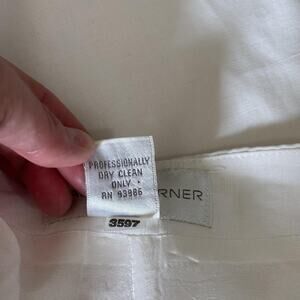 PROFESSIONALLY
DRY CLEAN
ONLY •
RN 93986
RNER
3597